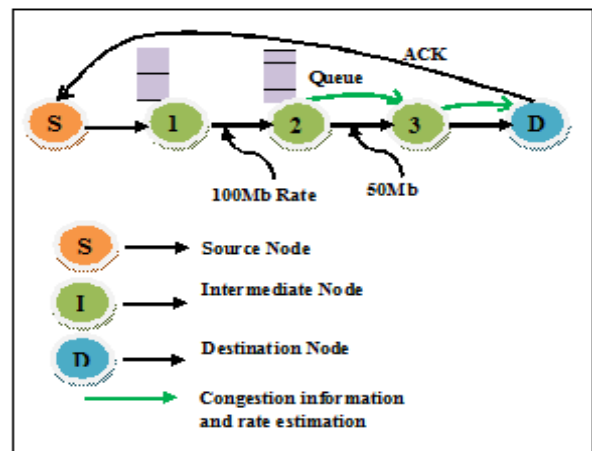 ACK
Queue
S
1
2
3
D
100Mb Rate
50Mb
S
Source Node
I
Intermediate Node
D
Destination Node
Congestion information
and rate estimation